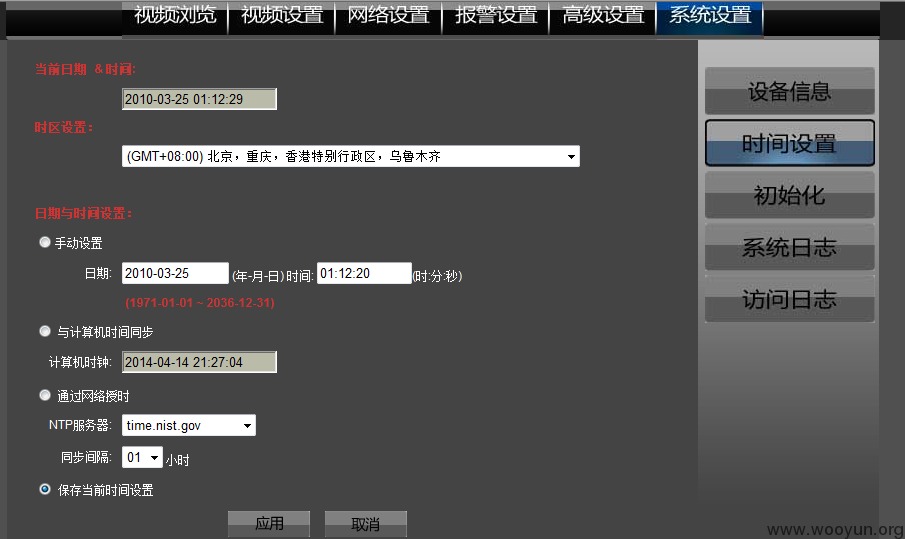 视频浏览 视频设置 网络设置 报警设置 高级设置 系统设置
当前日期 &时间:
2010-03-25 01:12:29
时区设置:
(GMT+08:00) 北京，重庆，香港特别行政区，乌鲁木齐
日期与时间设置:
手动设置
日期: 2010-03-25 (年-月-日) 时间: 01:12:20 (时:分:秒)
(1971-01-01 ~ 2036-12-31)
与计算机时间同步
计算机时钟: 2014-04-14 21:27:04
通过网络授时
NTP服务器: time.nist.gov
同步间隔: 01 小时
保存当前时间设置
应用 取消
设备信息
时间设置
初始化
系统日志
访问日志
www.wooyun.org